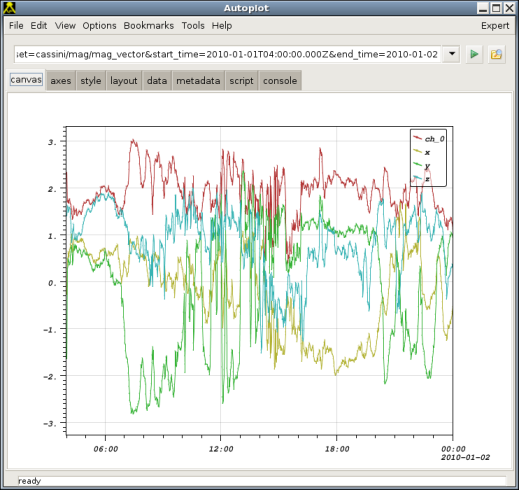 Autoplot
File Edit View Options Bookmarks Tools Help Expert
et=cassini/mag/mag_vector&start_time=2010-01-01T04:00:00.000Z&end_time=2010-01-02
canvas axes style layout data metadata script console
ch_0
x
y
z
3.
2.
1.
0.
-1.
-2.
-3.
06:00 12:00 18:00 00:00
2010-01-02
ready